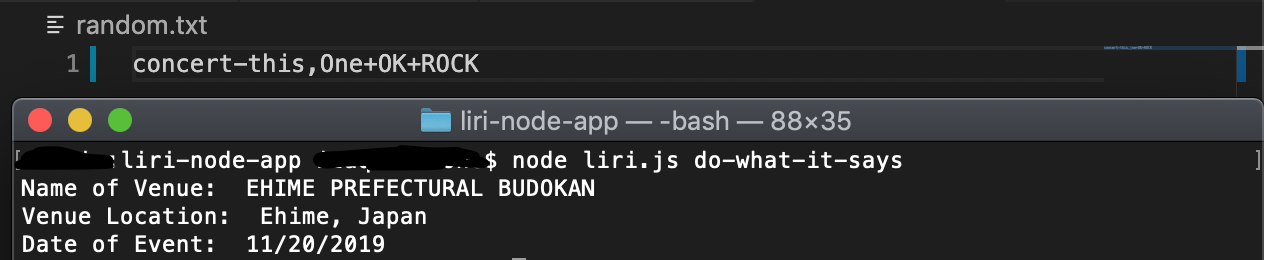 random.txt
1 concert-this,One+OK+ROCK
liri-node-app — -bash — 88×35
[ :liri-node-app $ node liri.js do-what-it-says ]
Name of Venue: EHIME PREFECTURAL BUDOKAN
Venue Location: Ehime, Japan
Date of Event: 11/20/2019